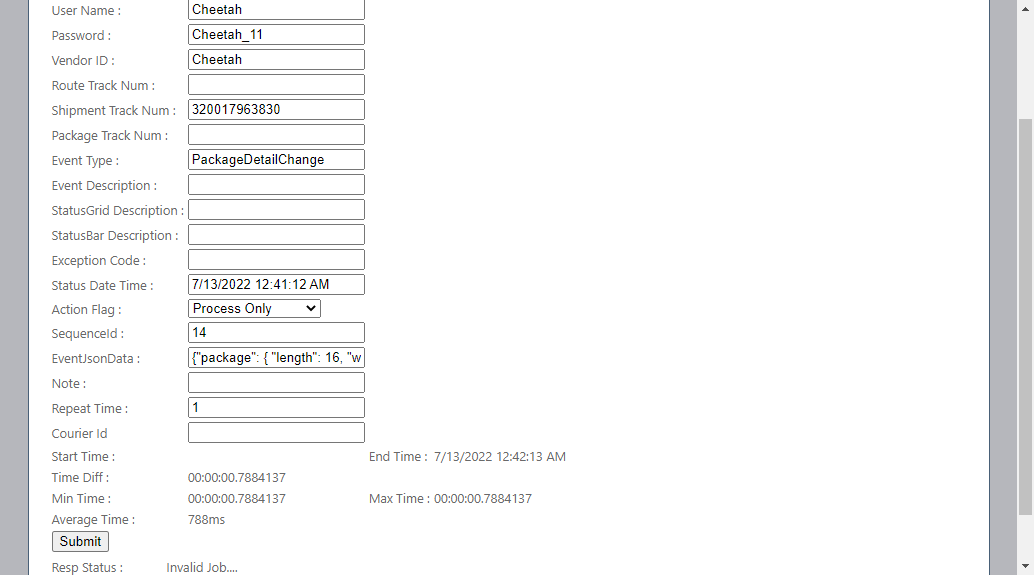 User Name : Cheetah
Password : Cheetah_11
Vendor ID : Cheetah
Route Track Num :
Shipment Track Num : 320017963830
Package Track Num :
Event Type : PackageDetailChange
Event Description :
StatusGrid Description :
StatusBar Description :
Exception Code :
Status Date Time : 7/13/2022 12:41:12 AM
Action Flag : Process Only
SequenceId : 14
EventJsonData : {"package": { "length": 16, "w
Note :
Repeat Time : 1
Courier Id
Start Time : End Time : 7/13/2022 12:42:13 AM
Time Diff : 00:00:00.7884137
Min Time : 00:00:00.7884137 Max Time : 00:00:00.7884137
Average Time : 788ms
Submit
Resp Status : Invalid Job....